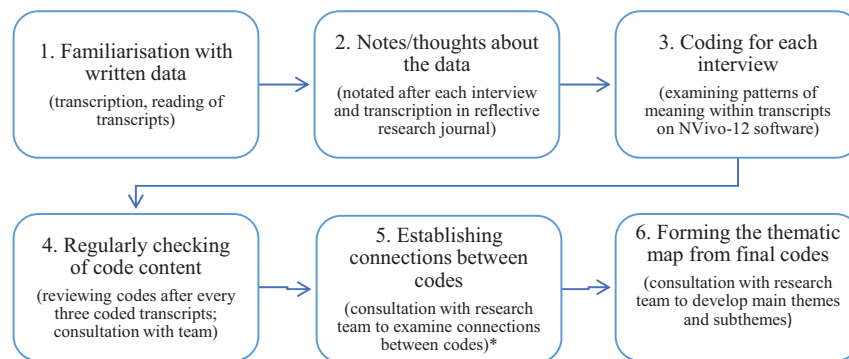 1. Familiarisation with
written data
(transcription, reading of
transcripts)
2. Notes/thoughts about
the data
(notated after each interview
and transcription in reflective
research journal)
3. Coding for each
interview
(examining patterns of
meaning within transcripts
on NVivo-12 software)
4. Regularly checking
of code content
(reviewing codes after every
three coded transcripts;
consultation with team)
5. Establishing
connections between
codes
(consultation with research
team to examine connections
between codes)*
6. Forming the thematic
map from final codes
(consultation with research
team to develop main themes
and subthemes)